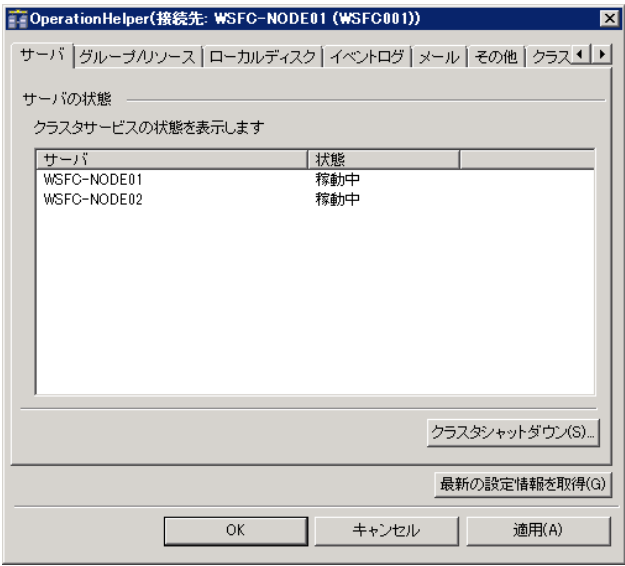 OperationHelper(接続先: WSFC-NODE01 (WSFC001))
サーバ グループ/リソース ローカルディスク イベントログ メール その他 クラス
サーバの状態
クラスタサービスの状態を表示します
サーバ 状態
WSFC-NODE01 稼動中
WSFC-NODE02 稼動中
クラスタシャットダウン(S)...
最新の設定情報を取得(G)
OK キャンセル 適用(A)